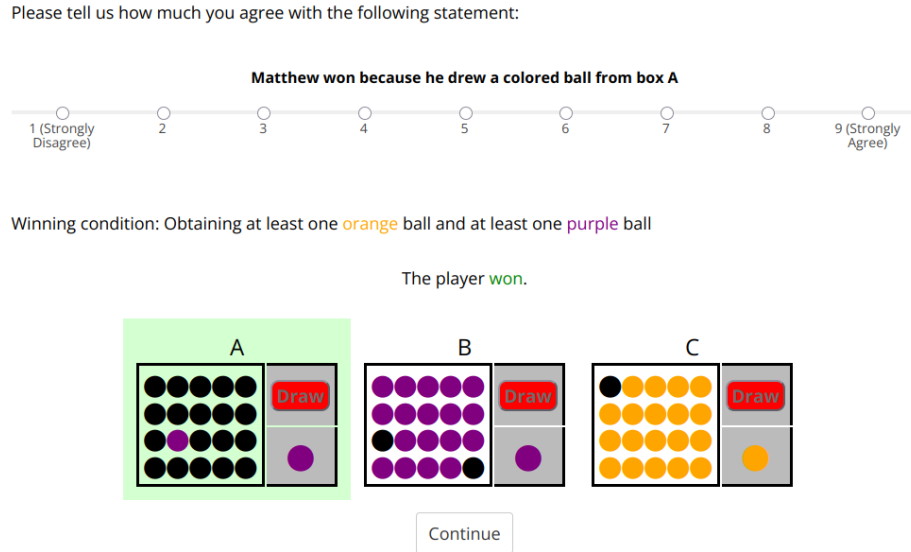 Please tell us how much you agree with the following statement:
Matthew won because he drew a colored ball from box A
1 (Strongly Disagree) 2 3 4 5 6 7 8 9 (Strongly Agree)
Winning condition: Obtaining at least one orange ball and at least one purple ball
The player won.
A B C
Draw Draw Draw
Continue